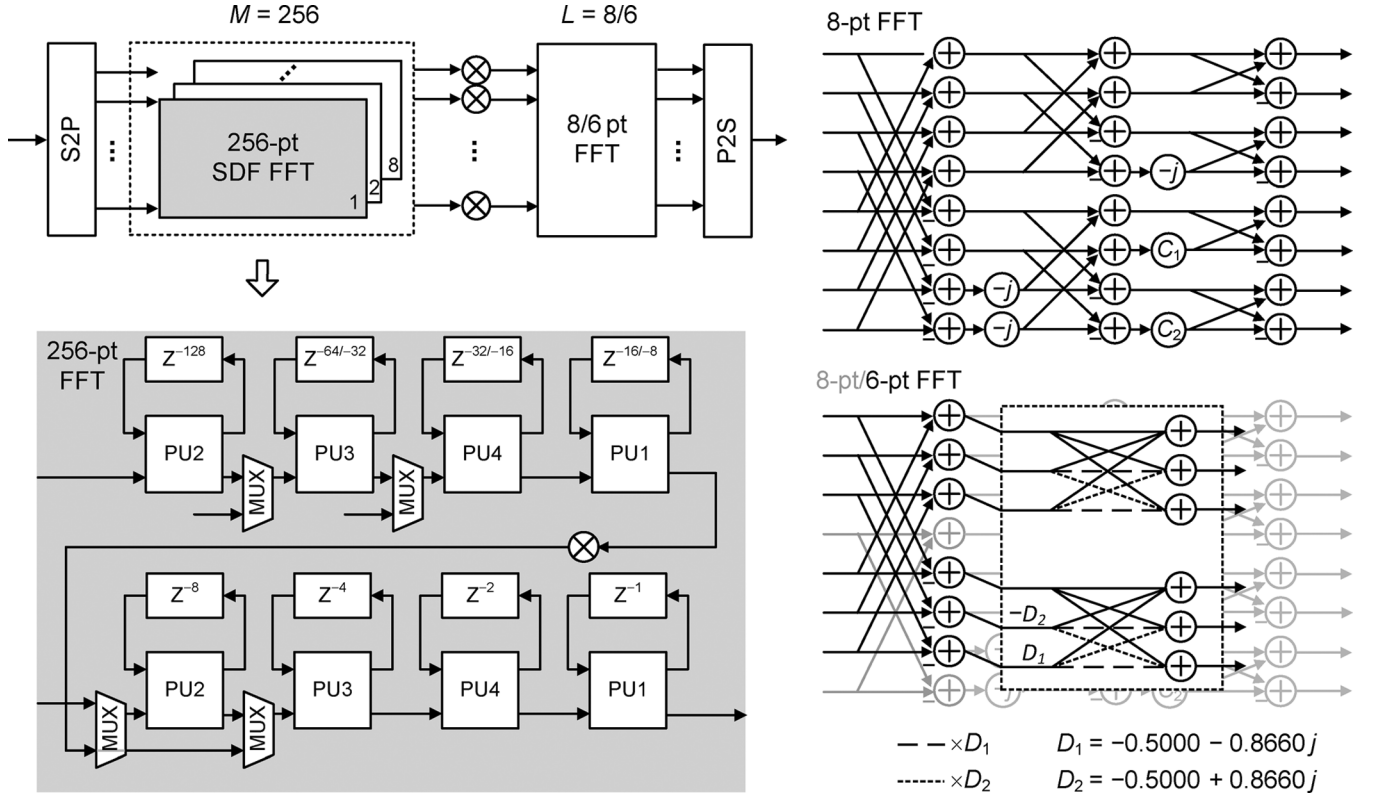 M = 256
L = 8/6
S2P
256-pt
SDF FFT
1
2
8
8/6 pt
FFT
P2S
256-pt
FFT
Z⁻¹²⁸
Z⁻⁶⁴/⁻³²
Z⁻³²/⁻¹⁶
Z⁻¹⁶/⁻⁸
PU2
MUX
PU3
MUX
PU4
PU1
Z⁻⁸
Z⁻⁴
Z⁻²
Z⁻¹
MUX
PU2
MUX
PU3
PU4
PU1
8-pt FFT
−j
C₁
−j
−j
C₂
8-pt/6-pt FFT
−D₂
D₁
C₂
×D₁ D₁ = −0.5000 − 0.8660 j
×D₂ D₂ = −0.5000 + 0.8660 j